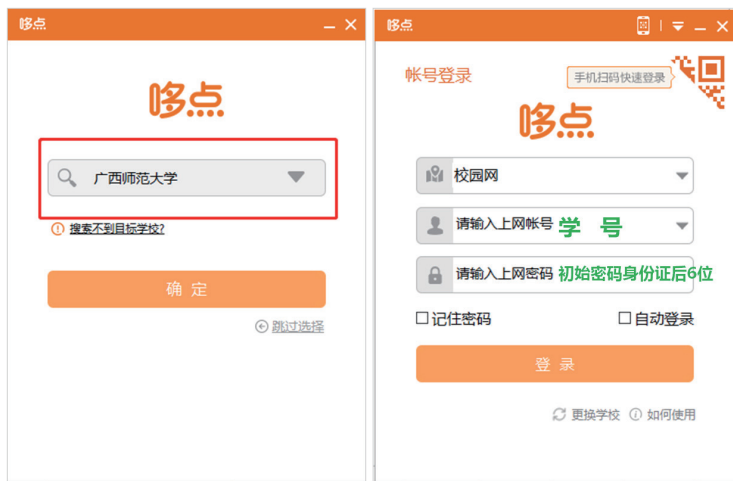 哆点
哆点
广西师范大学
搜索不到目标学校?
确 定
跳过选择
哆点
帐号登录
手机扫码快速登录
哆点
校园网
请输入上网帐号 学 号
请输入上网密码 初始密码身份证后6位
记住密码 自动登录
登 录
更换学校 如何使用